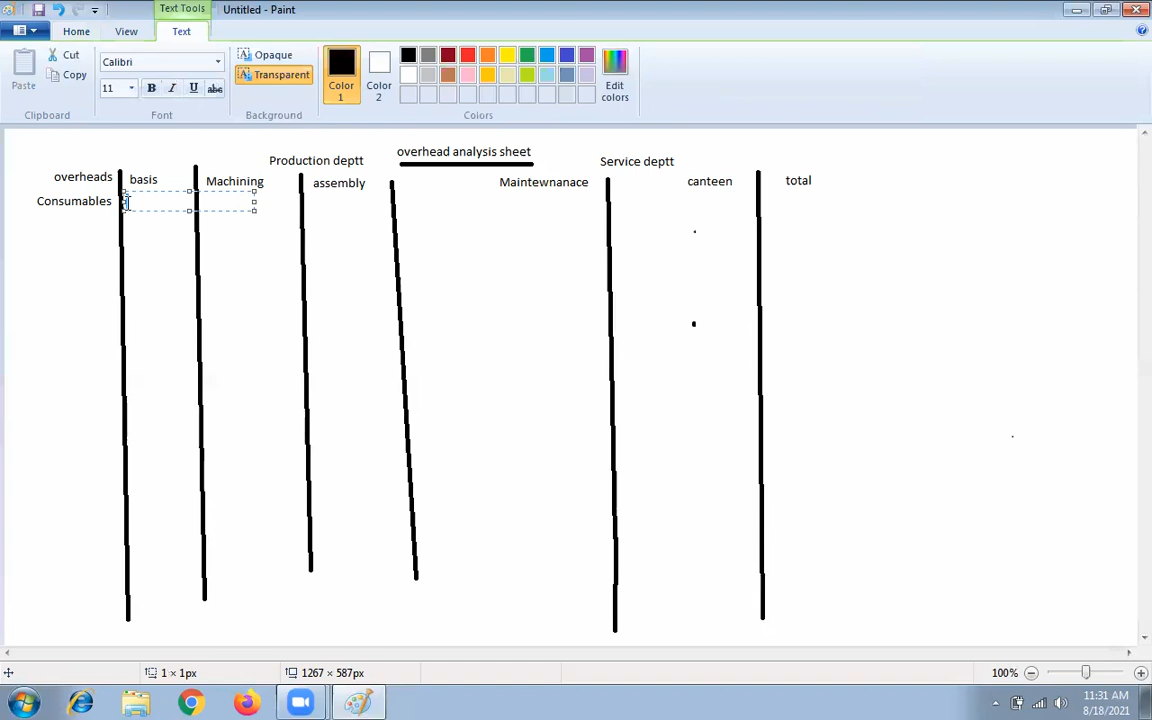 Text Tools
Untitled - Paint
Home View Text
Paste
Cut
Copy
Clipboard
Calibri
11 B I U abc
Font
Opaque
Transparent
Background
Color 1
Color 2
Edit colors
Colors
overhead analysis sheet
Production deptt
Service deptt
overheads basis Machining assembly Maintewnanace canteen total
Consumables
1 × 1px
1267 × 587px
100%
11:31 AM
8/18/2021